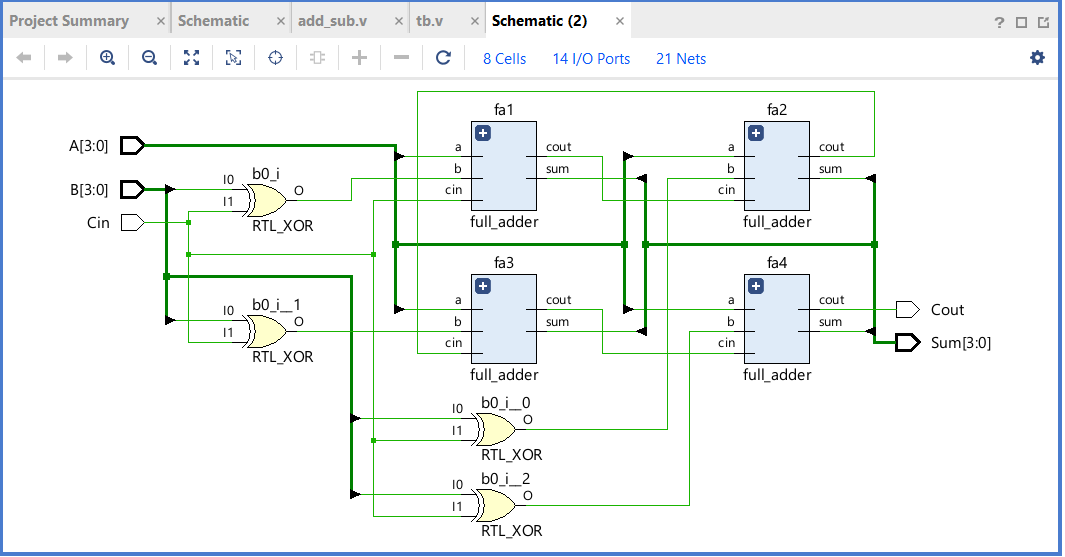 Project Summary × Schematic × add_sub.v × tb.v × Schematic (2) ×
?
8 Cells 14 I/O Ports 21 Nets
fa1
a
b
cin
cout
sum
full_adder
fa2
a
b
cin
cout
sum
full_adder
A[3:0]
B[3:0]
Cin
I0
I1
b0_i
O
RTL_XOR
fa3
a
b
cin
cout
sum
full_adder
fa4
a
b
cin
cout
sum
full_adder
Cout
Sum[3:0]
I0
I1
b0_i__1
O
RTL_XOR
I0
I1
b0_i__0
O
RTL_XOR
I0
I1
b0_i__2
O
RTL_XOR